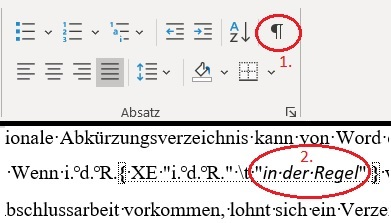 ¶
1.
Absatz
ionale·Abkürzungsverzeichnis·kann·von·Word·
2.
·Wenn·i.°d.°R.{·XE·"i.°d.°R."·\t·"in·der·Regel"·}·
bschlussarbeit·vorkommen,·lohnt·sich·ein·Verze